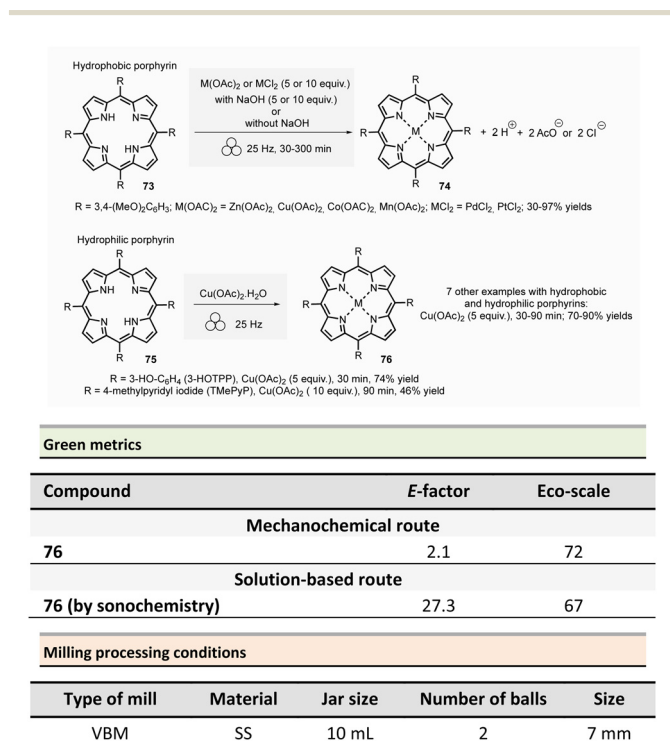 Hydrophobic porphyrin
R
NH
N
R
R
N
HN
R
73
M(OAc)2 or MCl2 (5 or 10 equiv.)
with NaOH (5 or 10 equiv.)
or
without NaOH
25 Hz, 30-300 min
R
N
N
R
M
R
N
N
R
74
+ 2 H⊕ + 2 AcO⊖ or 2 Cl⊖
R = 3,4-(MeO)2C6H3; M(OAC)2 = Zn(OAc)2, Cu(OAc)2, Co(OAC)2, Mn(OAc)2; MCl2 = PdCl2, PtCl2; 30-97% yields
Hydrophilic porphyrin
R
NH
N
R
R
N
HN
R
75
Cu(OAc)2.H2O
25 Hz
R
N
N
R
M
R
N
N
R
76
7 other examples with hydrophobic
and hydrophilic porphyrins:
Cu(OAc)2 (5 equiv.), 30-90 min; 70-90% yields
R = 3-HO-C6H4 (3-HOTPP), Cu(OAc)2 (5 equiv.), 30 min, 74% yield
R = 4-methylpyridyl iodide (TMePyP), Cu(OAc)2 ( 10 equiv.), 90 min, 46% yield
Green metrics
Compound E-factor Eco-scale
Mechanochemical route
76 2.1 72
Solution-based route
76 (by sonochemistry) 27.3 67
Milling processing conditions
Type of mill Material Jar size Number of balls Size
VBM SS 10 mL 2 7 mm